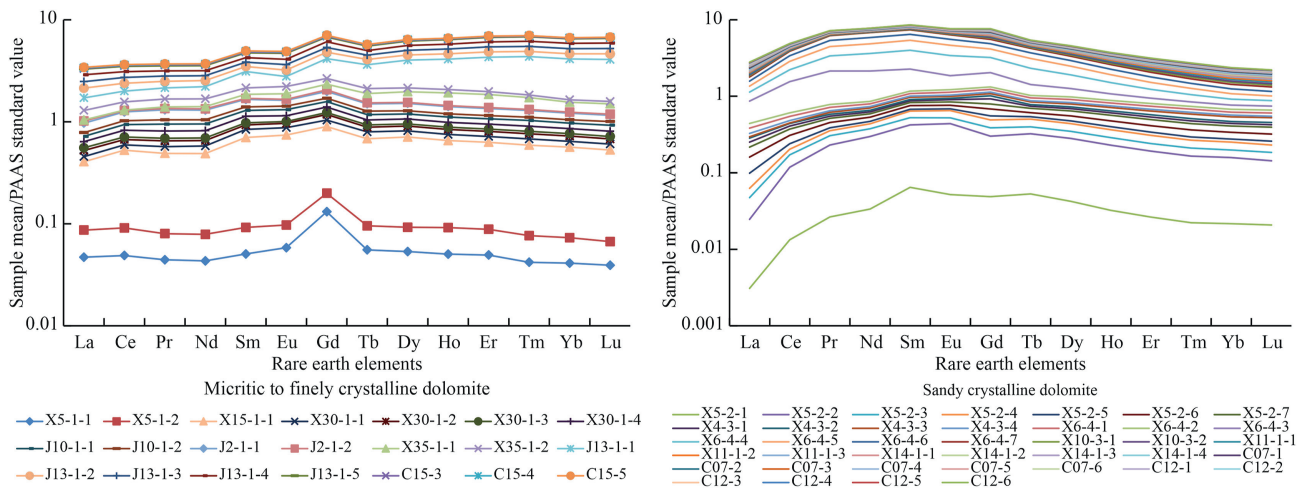 Sample mean/PAAS standard value
10
1
0.1
0.01
La Ce Pr Nd Sm Eu Gd Tb Dy Ho Er Tm Yb Lu
Rare earth elements
Micritic to finely crystalline dolomite
X5-1-1 X5-1-2 X15-1-1 X30-1-1 X30-1-2 X30-1-3 X30-1-4
J10-1-1 J10-1-2 J2-1-1 J2-1-2 X35-1-1 X35-1-2 J13-1-1
J13-1-2 J13-1-3 J13-1-4 J13-1-5 C15-3 C15-4 C15-5
Sample mean/PAAS standard value
10
1
0.1
0.01
0.001
La Ce Pr Nd Sm Eu Gd Tb Dy Ho Er Tm Yb Lu
Rare earth elements
Sandy crystalline dolomite
X5-2-1 X5-2-2 X5-2-3 X5-2-4 X5-2-5 X5-2-6 X5-2-7
X4-3-1 X4-3-2 X4-3-3 X4-3-4 X6-4-1 X6-4-2 X6-4-3
X6-4-4 X6-4-5 X6-4-6 X6-4-7 X10-3-1 X10-3-2 X11-1-1
X11-1-2 X11-1-3 X14-1-1 X14-1-2 X14-1-3 X14-1-4 C07-1
C07-2 C07-3 C07-4 C07-5 C07-6 C12-1 C12-2
C12-3 C12-4 C12-5 C12-6